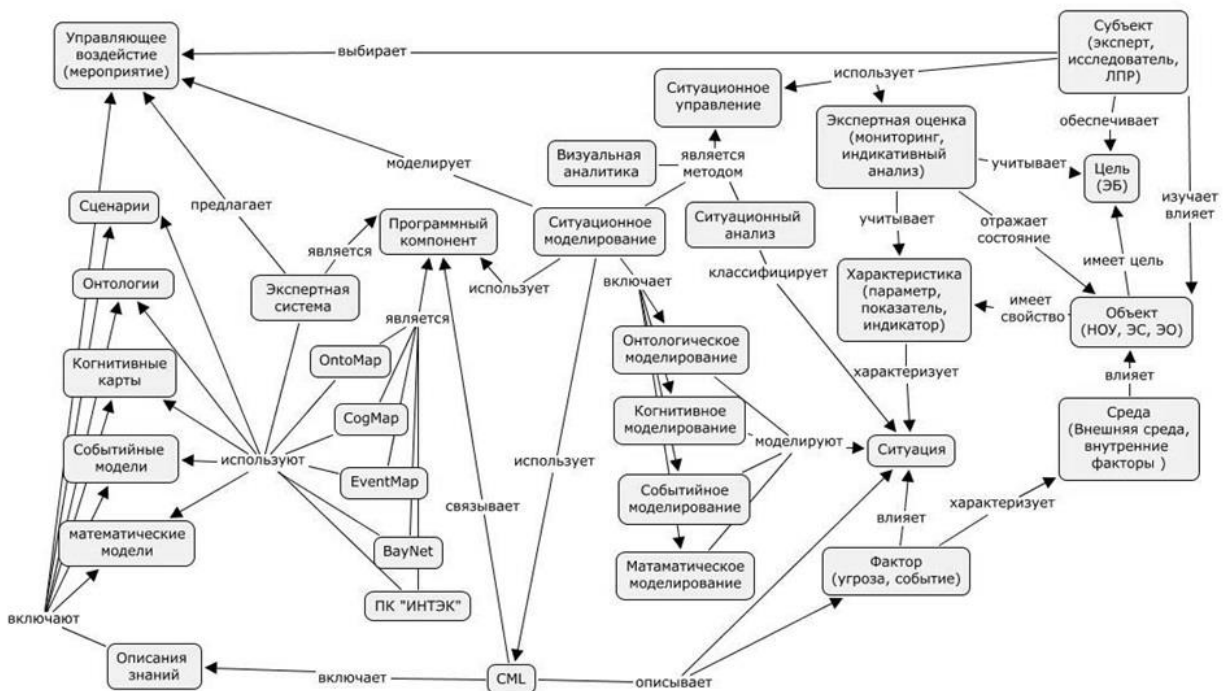 Управляющее
воздейстие
(мероприятие)
выбирает
Субъект
(эксперт,
исследователь,
ЛПР)
Ситуационное
управление
использует
Экспертная оценка
(мониторинг,
индикативный
анализ)
обеспечивает
Визуальная
аналитика
является
методом
учитывает
Цель
(ЭБ)
моделирует
изучает
влияет
Сценарии
предлагает
Программный
компонент
Ситуационное
моделирование
Ситуационный
анализ
учитывает
отражает
состояние
является
имеет цель
Онтологии
Экспертная
система
использует
включает
классифицирует
Характеристика
(параметр,
показатель,
индикатор)
имеет
свойство
Объект
(НОУ, ЭС, ЭО)
является
OntoMap
Онтологическое
моделирование
Когнитивные
карты
характеризует
влияет
CogMap
Когнитивное
моделирование
моделируют
Ситуация
Среда
(Внешняя среда,
внутренние
факторы )
Событийные
модели
используют
использует
EventMap
Событийное
моделирование
связывает
характеризует
влияет
математические
модели
BayNet
Матаматическое
моделирование
Фактор
(угроза, событие)
ПК "ИНТЭК"
включают
Описания
знаний
включает
CML
описывает